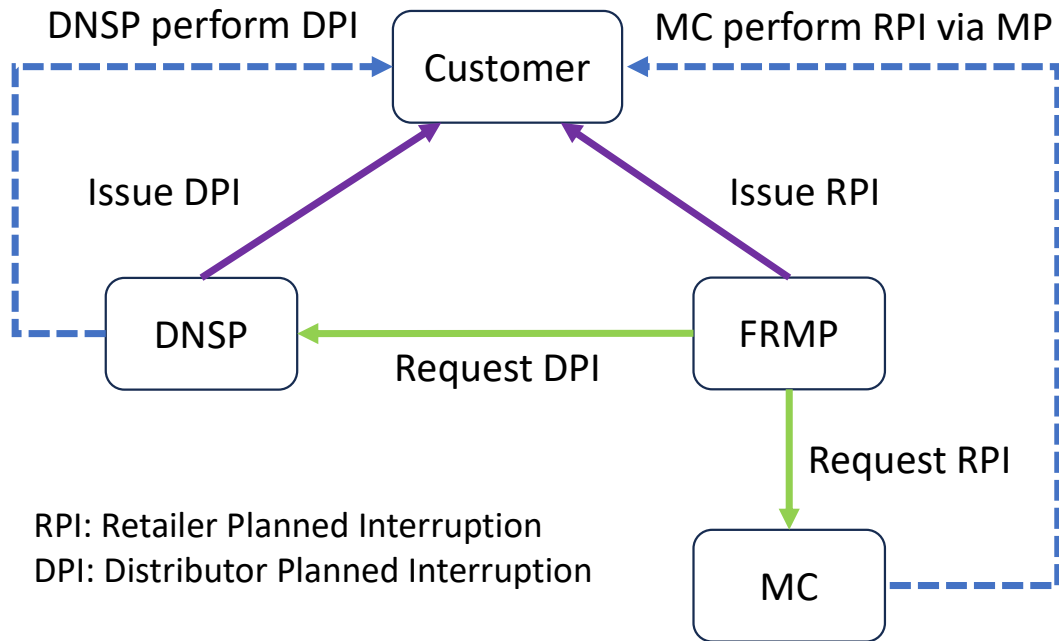 DNSP perform DPI
MC perform RPI via MP
Customer
Issue DPI
Issue RPI
DNSP
FRMP
Request DPI
Request RPI
RPI: Retailer Planned Interruption
DPI: Distributor Planned Interruption
MC